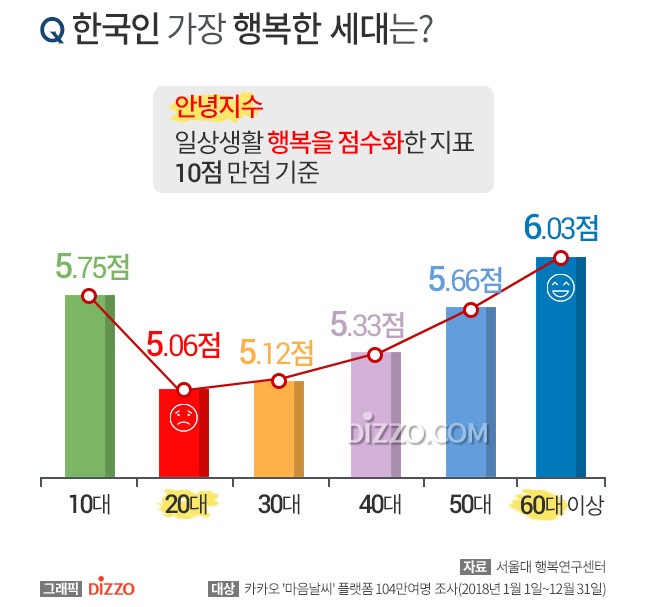 Q 한국인 가장 행복한 세대는?
안녕지수
일상생활 행복을 점수화한 지표
10점 만점 기준
5.75점
5.06점
5.12점
5.33점
5.66점
6.03점
DIZZO.COM
10대 20대 30대 40대 50대 60대 이상
자료 서울대 행복연구센터
그래픽 DIZZO 대상 카카오 '마음날씨' 플랫폼 104만여명 조사(2018년 1월 1일~12월 31일)